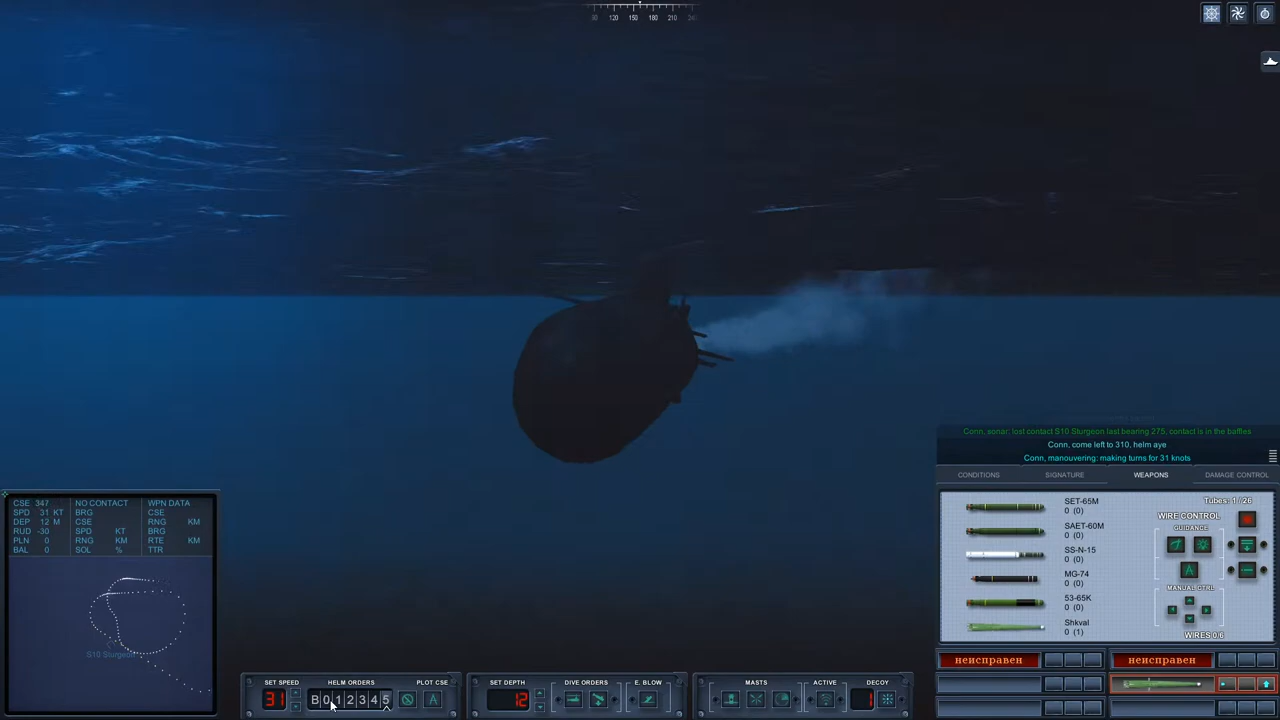 90 120 150 180 210 240
Conn, sonar: lost contact S10 Sturgeon last bearing 275, contact is in the baffles
Conn, come left to 310, helm aye
Conn, manouvering: making turns for 31 knots
CONDITIONS SIGNATURE WEAPONS DAMAGE CONTROL
SET-65M
0 (0)
SAET-60M
0 (0)
SS-N-15
0 (0)
MG-74
0 (0)
53-65K
0 (0)
Shkval
0 (1)
Tubes: 1 / 26
WIRE CONTROL
GUIDANCE
A
MANUAL CTRL
WIRES 0/6
неисправен неисправен
CSE 347 NO CONTACT WPN DATA
SPD 31 KT BRG CSE
DEP 12 M CSE RNG KM
RUD -30 SPD KT BRG
PLN 0 RNG KM RTE KM
BAL 0 SOL % TTR
S10 Sturgeon
SET SPEED HELM ORDERS PLOT CSE SET DEPTH DIVE ORDERS E. BLOW MASTS ACTIVE DECOY
31 B 0 1 2 3 4 5 A 12 1